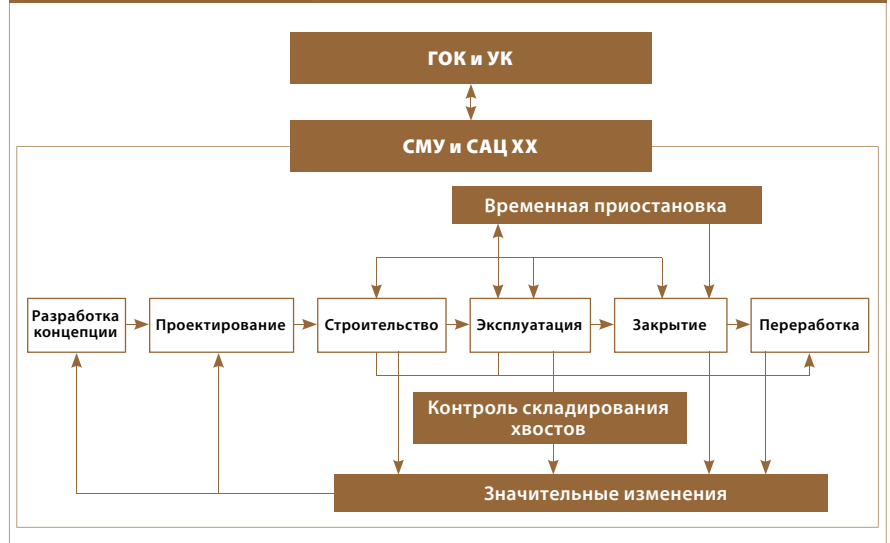 ГОК и УК
СМУ и САЦ ХХ
Временная приостановка
Разработка
концепции
Проектирование
Строительство
Эксплуатация
Закрытие
Переработка
Контроль складирования
хвостов
Значительные изменения